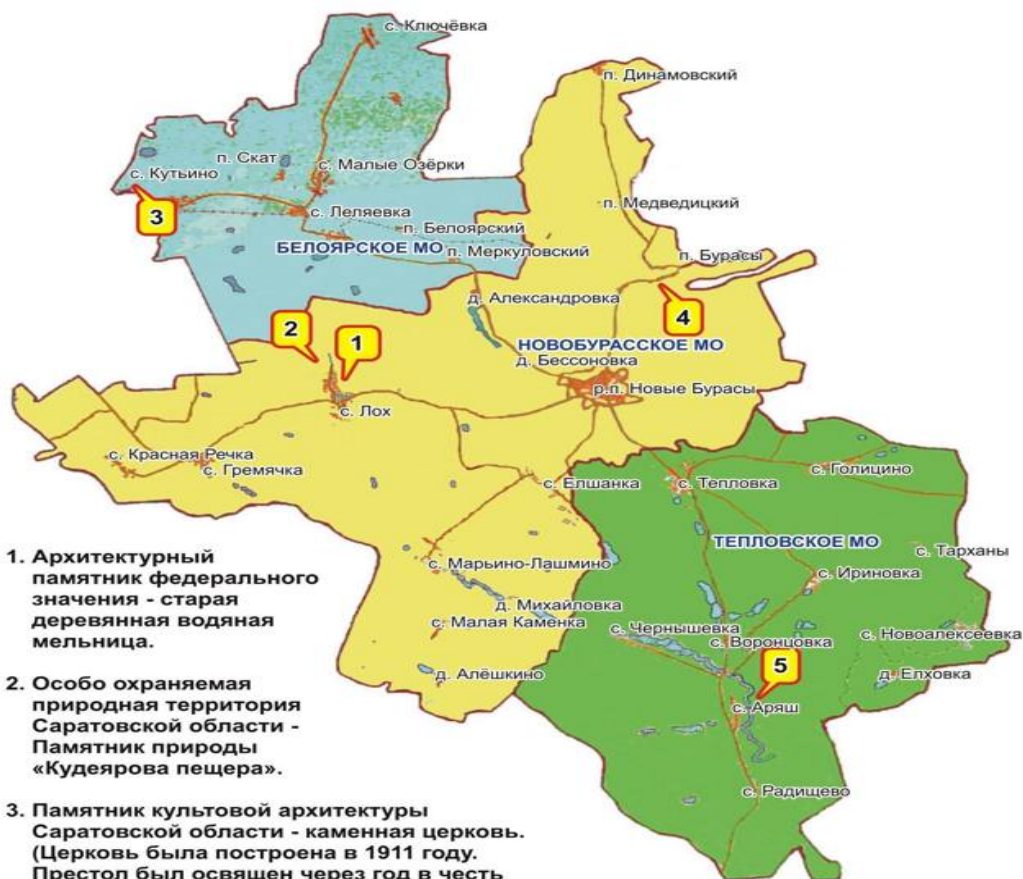 с. Ключёвка
п. Динамовский
п. Скат
с. Малые Озёрки
с. Кутьино
3
с. Леляевка
п. Медведицкий
п. Белоярский
БЕЛОЯРСКОЕ МО
п. Меркуловский
п. Бурасы
д. Александровка
4
2
1
НОВОБУРАССКОЕ МО
д. Бессоновка
р.п. Новые Бурасы
с. Лох
с. Красная Речка
с. Гремячка
с. Елшанка
с. Тепловка
с. Голицино
ТЕПЛОВСКОЕ МО
с. Тарханы
с. Марьино-Лашмино
с. Ириновка
д. Михайловка
с. Малая Каменка
с. Чернышевка
с. Воронцовка
с. Новоалексеевка
5
д. Алёшкино
д. Елховка
с. Аряш
с. Радищево
1. Архитектурный
памятник федерального
значения - старая
деревянная водяная
мельница.
2. Особо охраняемая
природная территория
Саратовской области -
Памятник природы
«Кудеярова пещера».
3. Памятник культовой архитектуры
Саратовской области - каменная церковь.
(Церковь была построена в 1911 году.
Престол был освящен через год в честь